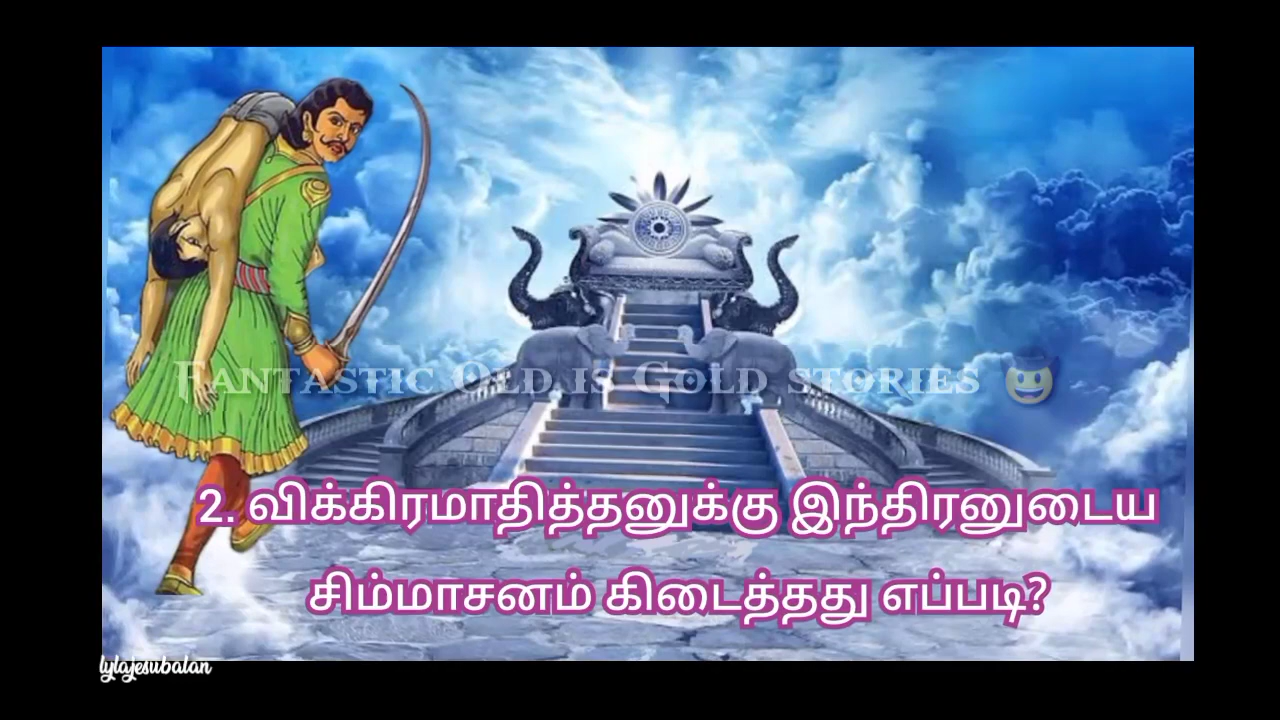 Fantastic Old is Gold stories 😃
2. விக்கிரமாதித்தனுக்கு இந்திரனுடைய
சிம்மாசனம் கிடைத்தது எப்படி?
lylajesubalan